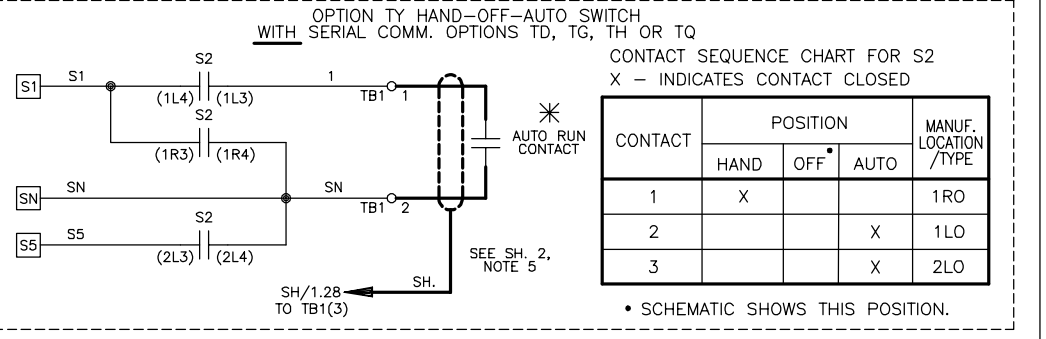 OPTION TY HAND-OFF-AUTO SWITCH
WITH SERIAL COMM. OPTIONS TD, TG, TH OR TQ
S1
S1
S2
(1L4) (1L3)
1
TB1 1
S2
(1R3) (1R4)
AUTO RUN
CONTACT
SN
SN
SN
TB1 2
S5
S5
S2
(2L3) (2L4)
SEE SH. 2,
NOTE 5
SH.
SH/1.28
TO TB1(3)
CONTACT SEQUENCE CHART FOR S2
X - INDICATES CONTACT CLOSED
CONTACT POSITION MANUF. LOCATION /TYPE
HAND OFF• AUTO
1 X 1RO
2 X 1LO
3 X 2LO
• SCHEMATIC SHOWS THIS POSITION.